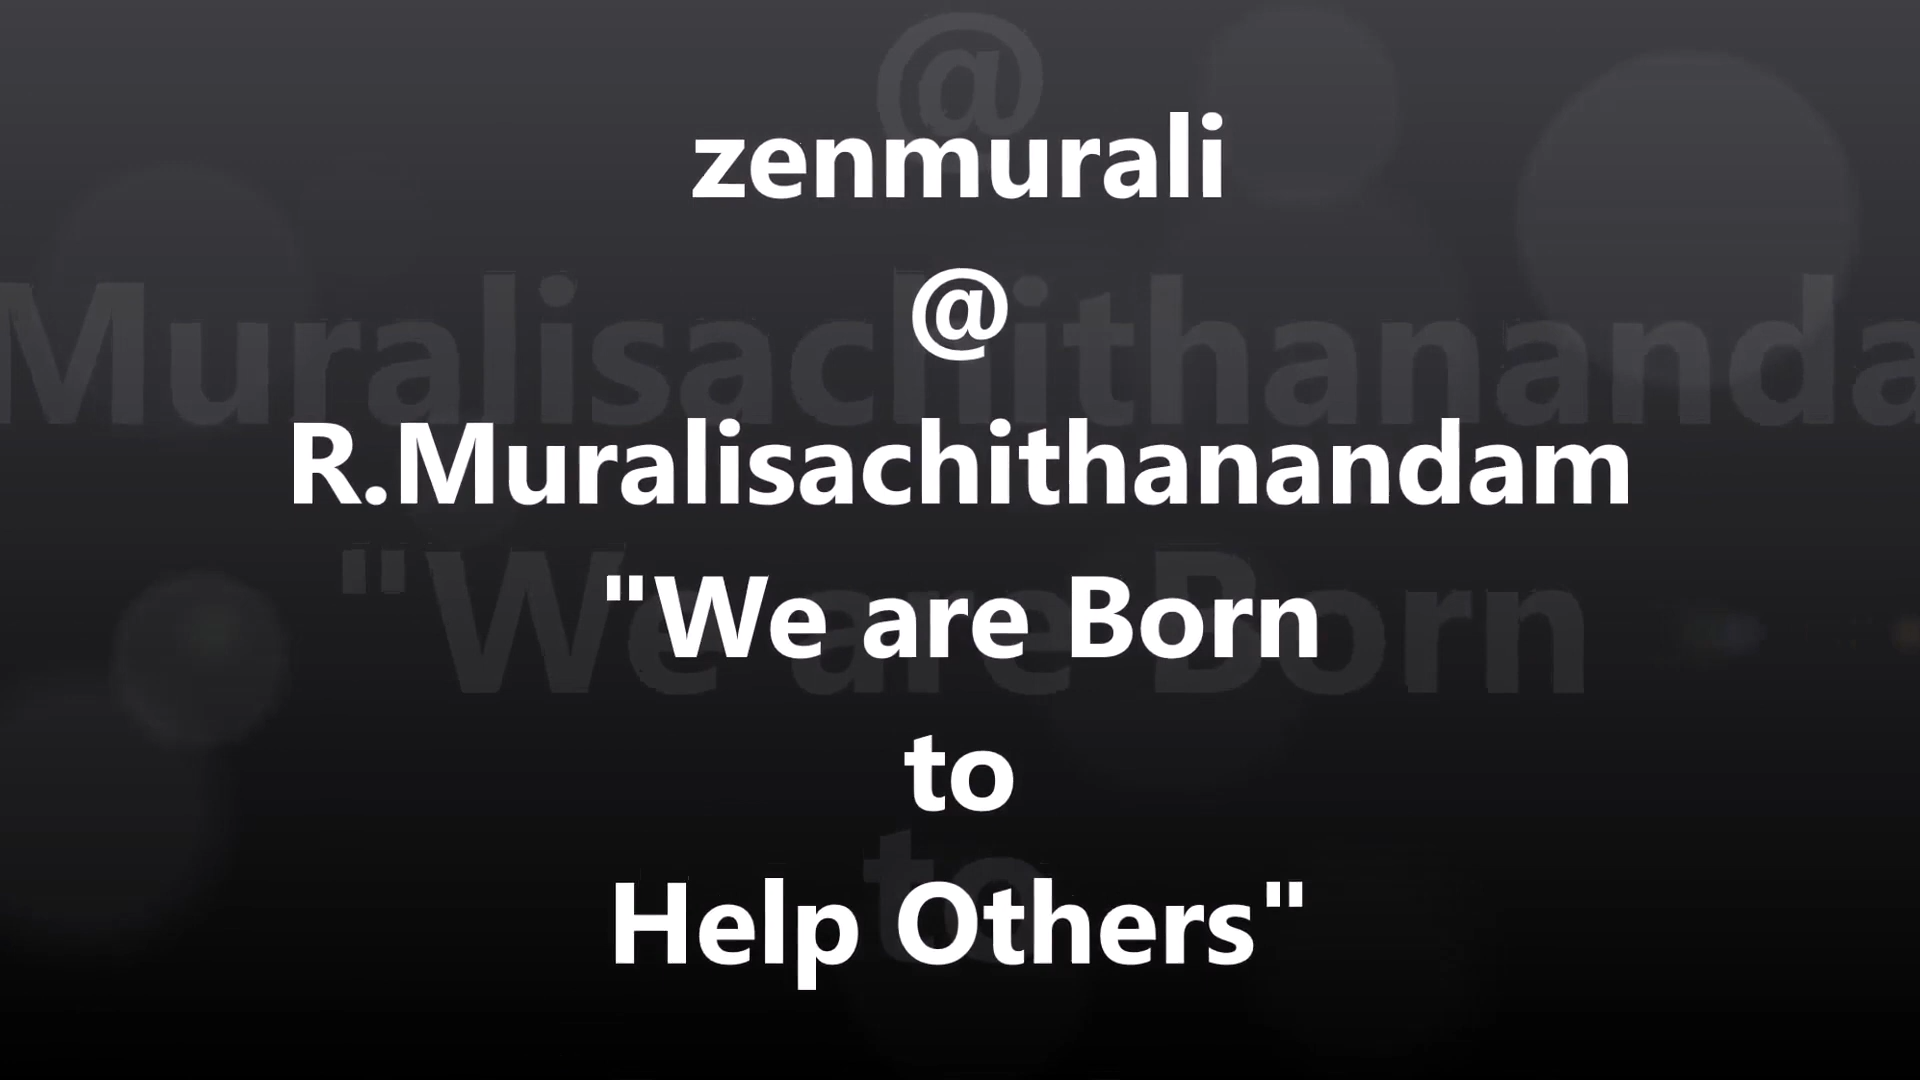 zenmurali
@
R.Muralisachithanandam
"We are Born
to
Help Others"